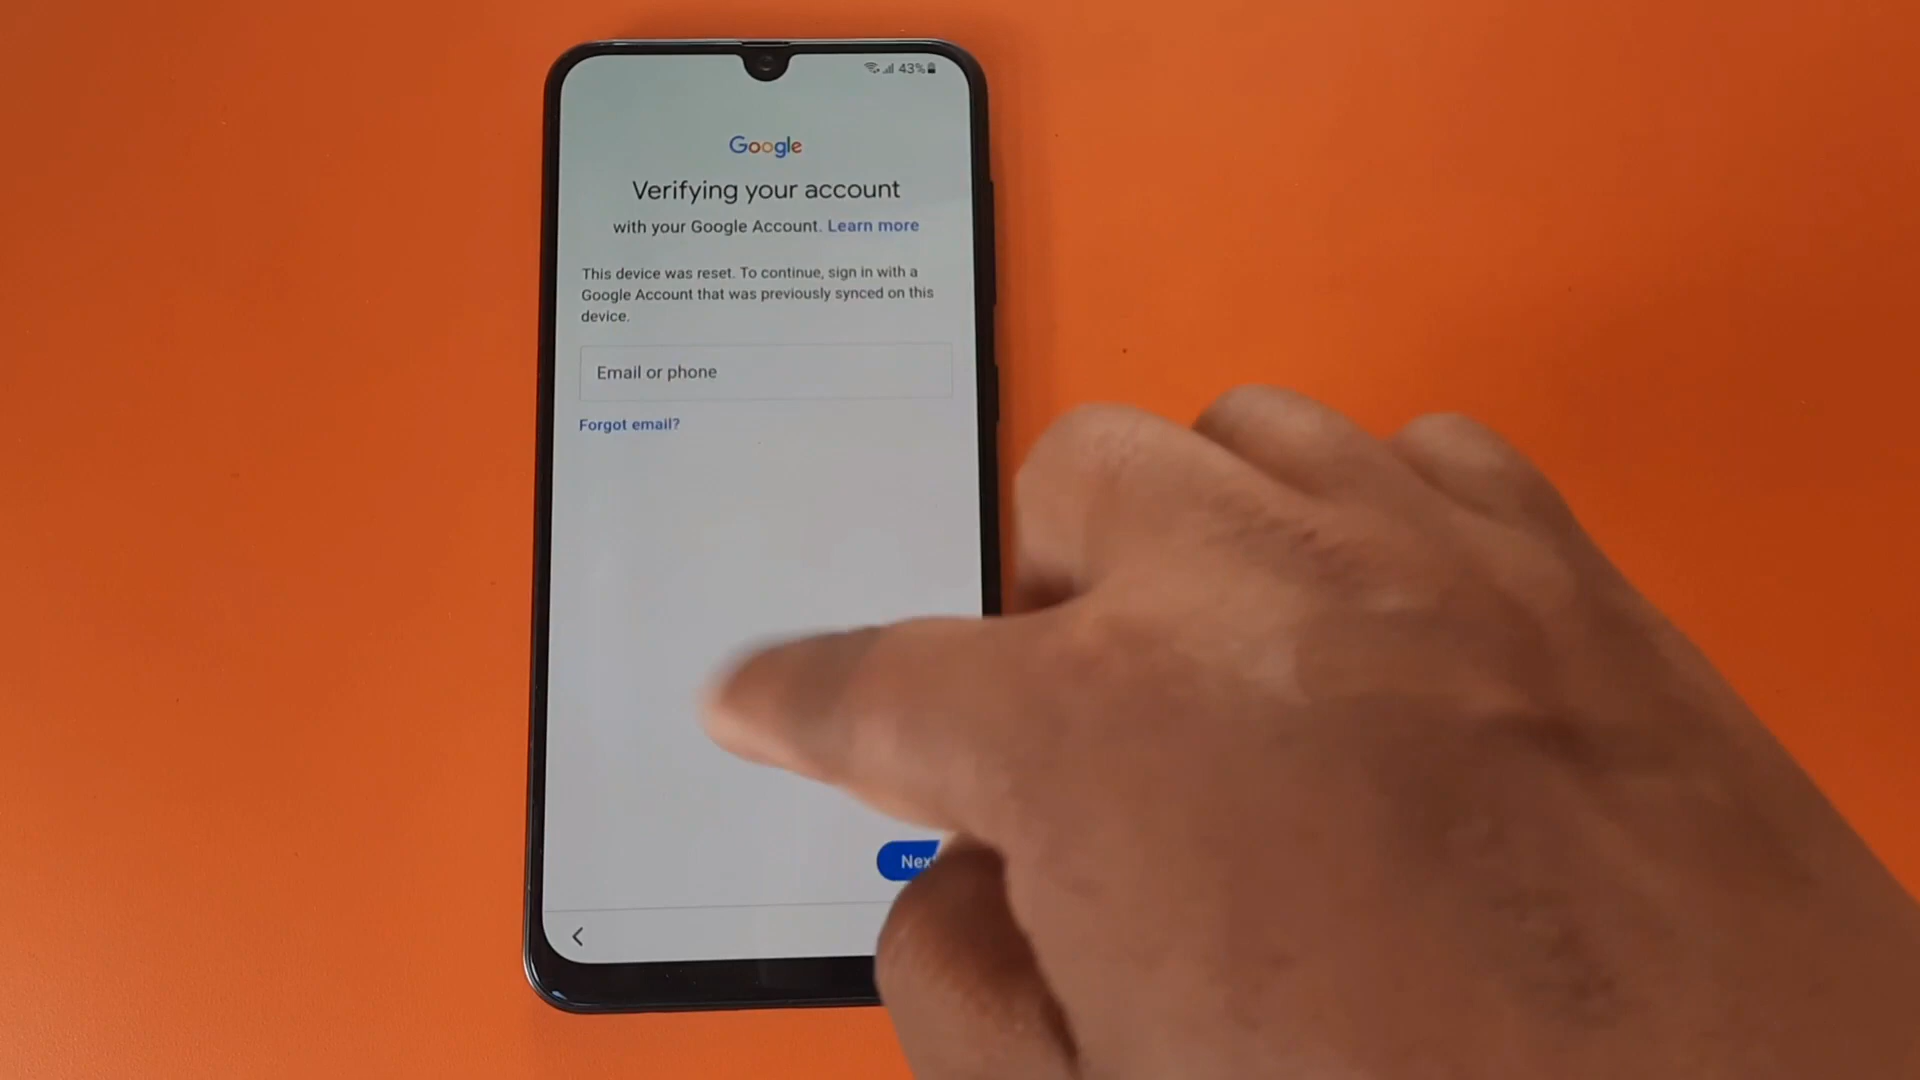 43%
Google
Verifying your account
with your Google Account. Learn more
This device was reset. To continue, sign in with a
Google Account that was previously synced on this
device.
Email or phone
Forgot email?
Nex